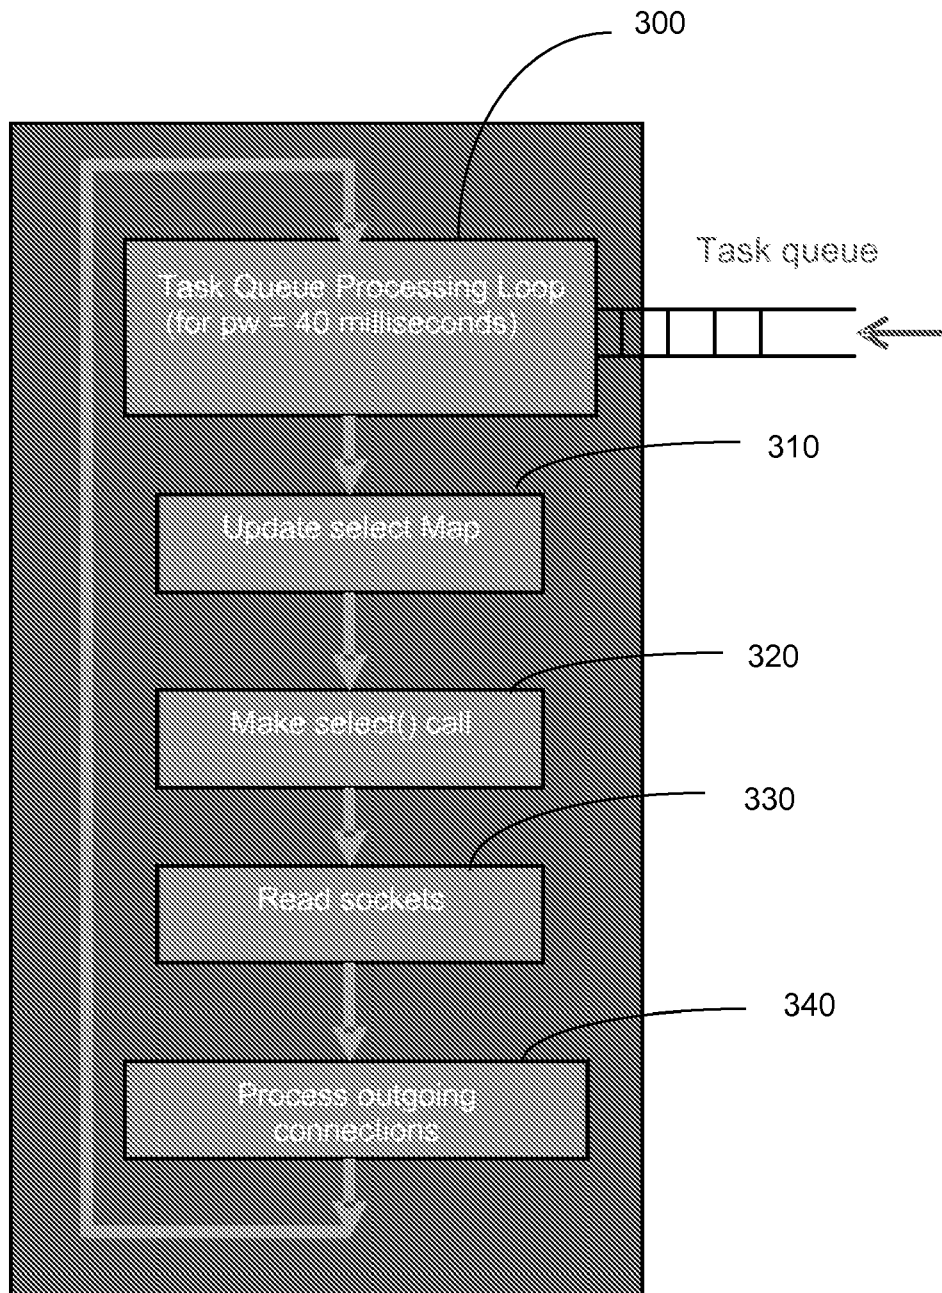 300
Task queue
Task Queue Processing Loop
(for pw = 40 milliseconds)
310
Update select Map
320
Make select() call
330
Read sockets
340
Process outgoing
connections